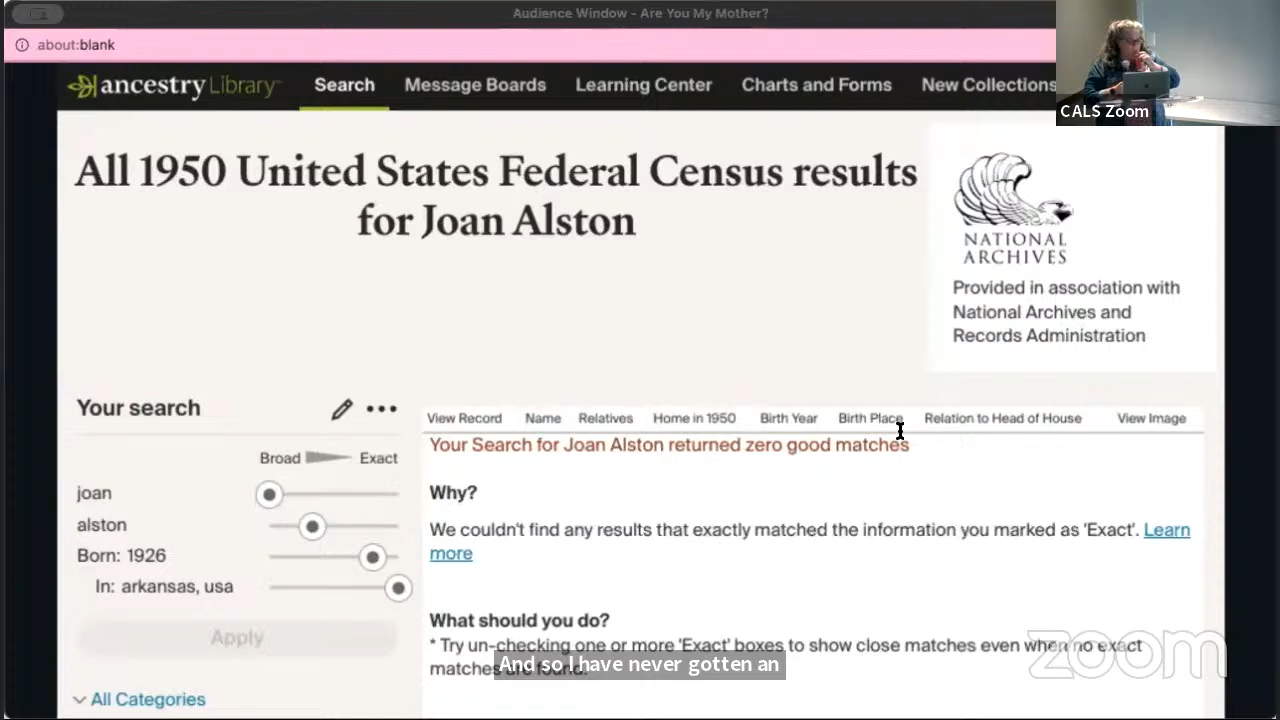 Audience Window - Are You My Mother?
about:blank
ancestry Library Search Message Boards Learning Center Charts and Forms New Collections
CALS Zoom
All 1950 United States Federal Census results
for Joan Alston
NATIONAL
ARCHIVES
Provided in association with
National Archives and
Records Administration
Your search
Broad Exact
joan
alston
Born: 1926
In: arkansas, usa
Apply
All Categories
View Record Name Relatives Home in 1950 Birth Year Birth Place Relation to Head of House View Image
Your Search for Joan Alston returned zero good matches
Why?
We couldn't find any results that exactly matched the information you marked as 'Exact'. Learn
more
What should you do?
* Try un-checking one or more 'Exact' boxes to show close matches even when no exact
matches are found.
And so I have never gotten an
zoom